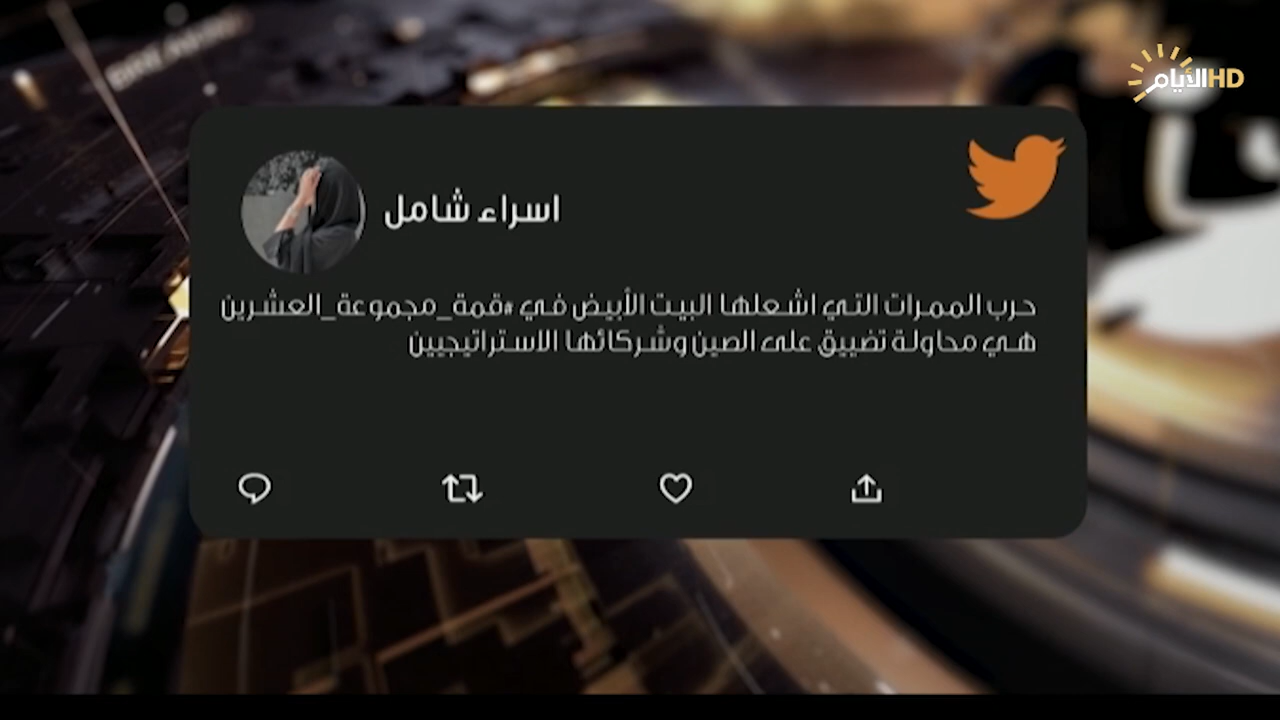 الأيام HD
اسراء شامل
حرب الممرات التي اشعلها البيت الأبيض في #قمة_مجموعة_العشرين
هي محاولة تضييق على الصين وشركائها الاستراتيجيين